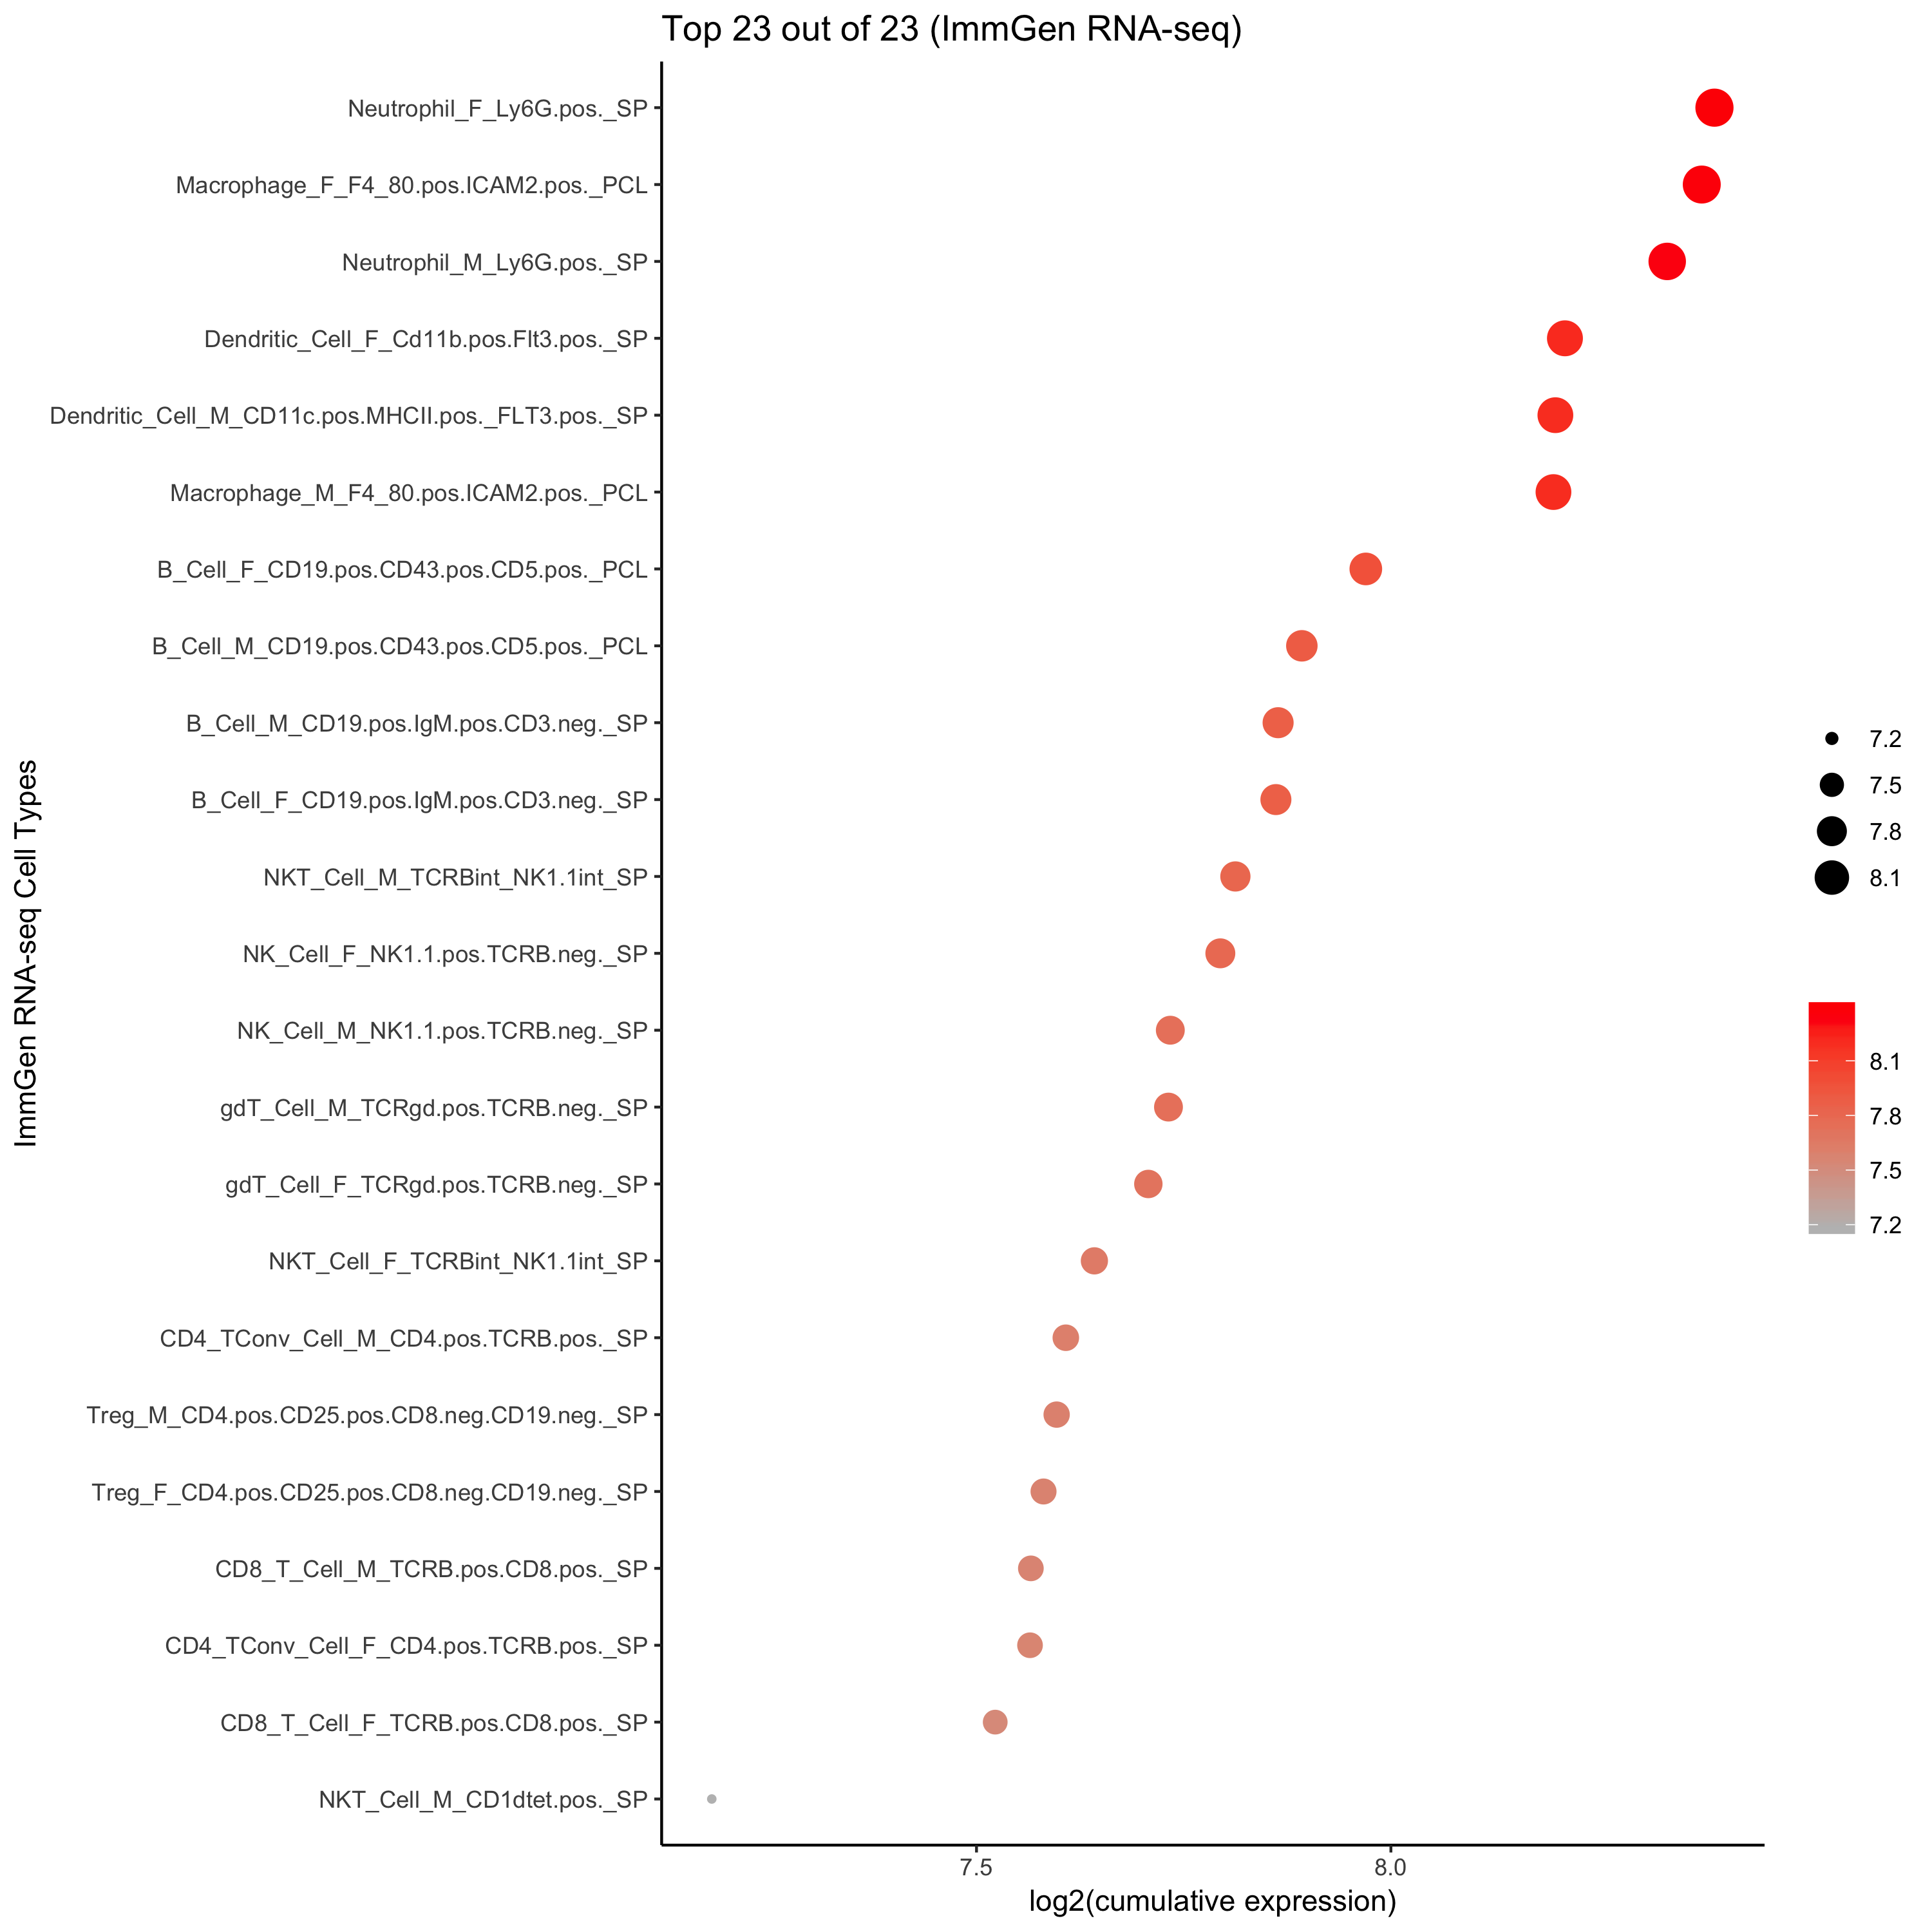 Top 23 out of 23 (ImmGen RNA-seq)
ImmGen RNA-seq Cell Types
Neutrophil_F_Ly6G.pos._SP
Macrophage_F_F4_80.pos.ICAM2.pos._PCL
Neutrophil_M_Ly6G.pos._SP
Dendritic_Cell_F_Cd11b.pos.Flt3.pos._SP
Dendritic_Cell_M_CD11c.pos.MHCII.pos._FLT3.pos._SP
Macrophage_M_F4_80.pos.ICAM2.pos._PCL
B_Cell_F_CD19.pos.CD43.pos.CD5.pos._PCL
B_Cell_M_CD19.pos.CD43.pos.CD5.pos._PCL
B_Cell_M_CD19.pos.IgM.pos.CD3.neg._SP
B_Cell_F_CD19.pos.IgM.pos.CD3.neg._SP
NKT_Cell_M_TCRBint_NK1.1int_SP
NK_Cell_F_NK1.1.pos.TCRB.neg._SP
NK_Cell_M_NK1.1.pos.TCRB.neg._SP
gdT_Cell_M_TCRgd.pos.TCRB.neg._SP
gdT_Cell_F_TCRgd.pos.TCRB.neg._SP
NKT_Cell_F_TCRBint_NK1.1int_SP
CD4_TConv_Cell_M_CD4.pos.TCRB.pos._SP
Treg_M_CD4.pos.CD25.pos.CD8.neg.CD19.neg._SP
Treg_F_CD4.pos.CD25.pos.CD8.neg.CD19.neg._SP
CD8_T_Cell_M_TCRB.pos.CD8.pos._SP
CD4_TConv_Cell_F_CD4.pos.TCRB.pos._SP
CD8_T_Cell_F_TCRB.pos.CD8.pos._SP
NKT_Cell_M_CD1dtet.pos._SP
7.5
8.0
log2(cumulative expression)
7.2
7.5
7.8
8.1
8.1
7.8
7.5
7.2